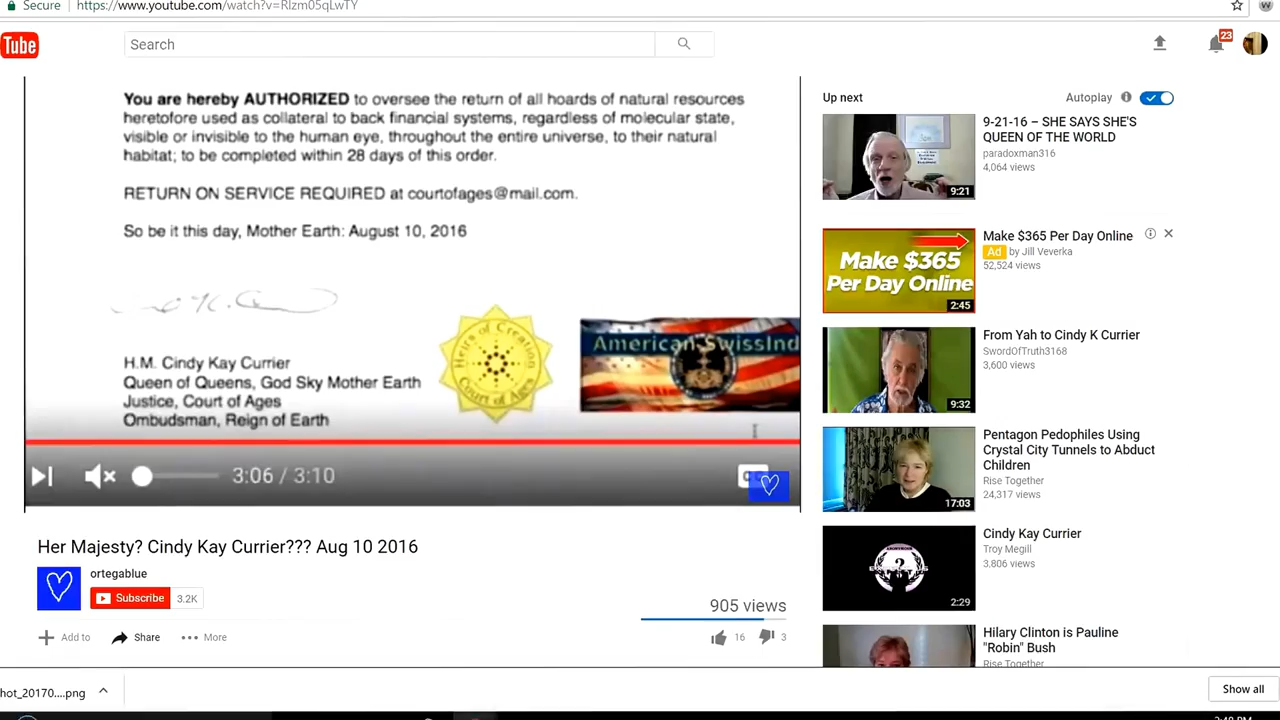 Secure
https://www.youtube.com/watch?v=RIzm05qLwTY
Tube
Search
23
You are hereby AUTHORIZED to oversee the return of all hoards of natural resources
heretofore used as collateral to back financial systems, regardless of molecular state,
visible or invisible to the human eye, throughout the entire universe, to their natural
habitat; to be completed within 28 days of this order.
RETURN ON SERVICE REQUIRED at courtofages@mail.com.
So be it this day, Mother Earth: August 10, 2016
H.M. Cindy Kay Currier
Queen of Queens, God Sky Mother Earth
Justice, Court of Ages
Ombudsman, Reign of Earth
Heirs of Creation
Court of Ages
American SwissInd
3:06 / 3:10
Her Majesty? Cindy Kay Currier??? Aug 10 2016
ortegablue
Subscribe 3.2K
905 views
Add to Share More
16 3
Up next Autoplay
9-21-16 – SHE SAYS SHE'S
QUEEN OF THE WORLD
paradoxman316
4,064 views
9:21
Make $365
Per Day Online
2:45
Make $365 Per Day Online
Ad by Jill Veverka
52,524 views
From Yah to Cindy K Currier
SwordOfTruth3168
3,600 views
9:32
Pentagon Pedophiles Using
Crystal City Tunnels to Abduct
Children
Rise Together
24,317 views
17:03
Cindy Kay Currier
Troy Megill
3,806 views
ANONYMOUS
2:29
Hilary Clinton is Pauline
"Robin" Bush
Rise Together
hot_20170....png
Show all